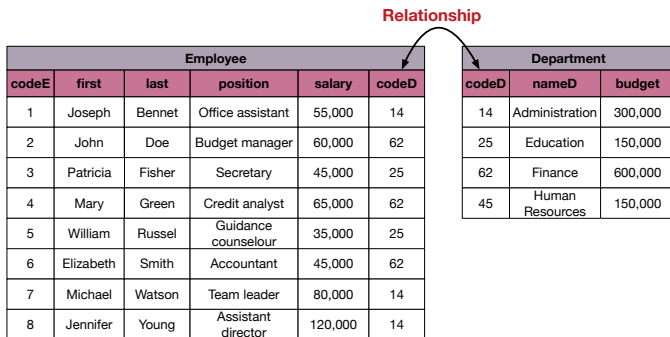 Relationship
Employee
codeE first last position salary codeD
1 Joseph Bennet Office assistant 55,000 14
2 John Doe Budget manager 60,000 62
3 Patricia Fisher Secretary 45,000 25
4 Mary Green Credit analyst 65,000 62
5 William Russel Guidance counselour 35,000 25
6 Elizabeth Smith Accountant 45,000 62
7 Michael Watson Team leader 80,000 14
8 Jennifer Young Assistant director 120,000 14
Department
codeD nameD budget
14 Administration 300,000
25 Education 150,000
62 Finance 600,000
45 Human Resources 150,000